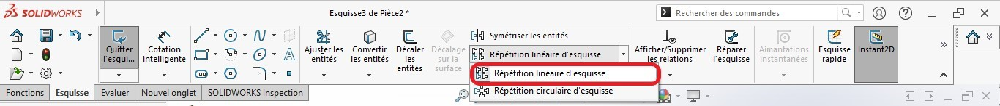 SOLIDWORKS
Esquisse3 de Pièce2 *
Rechercher des commandes
Quitter l'esqui...
Cotation intelligente
Ajuster les entités
Convertir les entités
Décaler les entités
Décalage sur la surface
Symétriser les entités
Répétition linéaire d'esquisse
Répétition linéaire d'esquisse
Répétition circulaire d'esquisse
Afficher/Supprimer les relations
Réparer l'esquisse
Aimantations instantanées
Esquisse rapide
Instant2D
Fonctions
Esquisse
Evaluer
Nouvel onglet
SOLIDWORKS Inspection